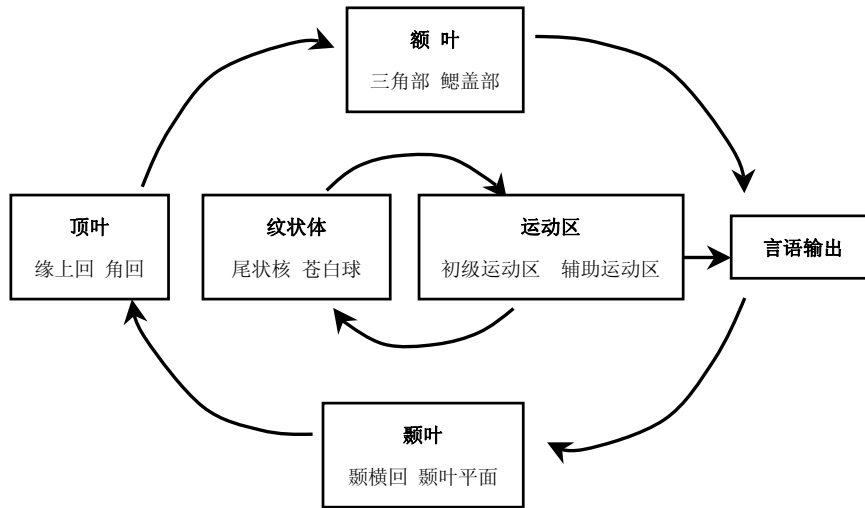 额 叶
三角部 鳃盖部
顶叶
缘上回 角回
纹状体
尾状核 苍白球
运动区
初级运动区 辅助运动区
言语输出
颞叶
颞横回 颞叶平面